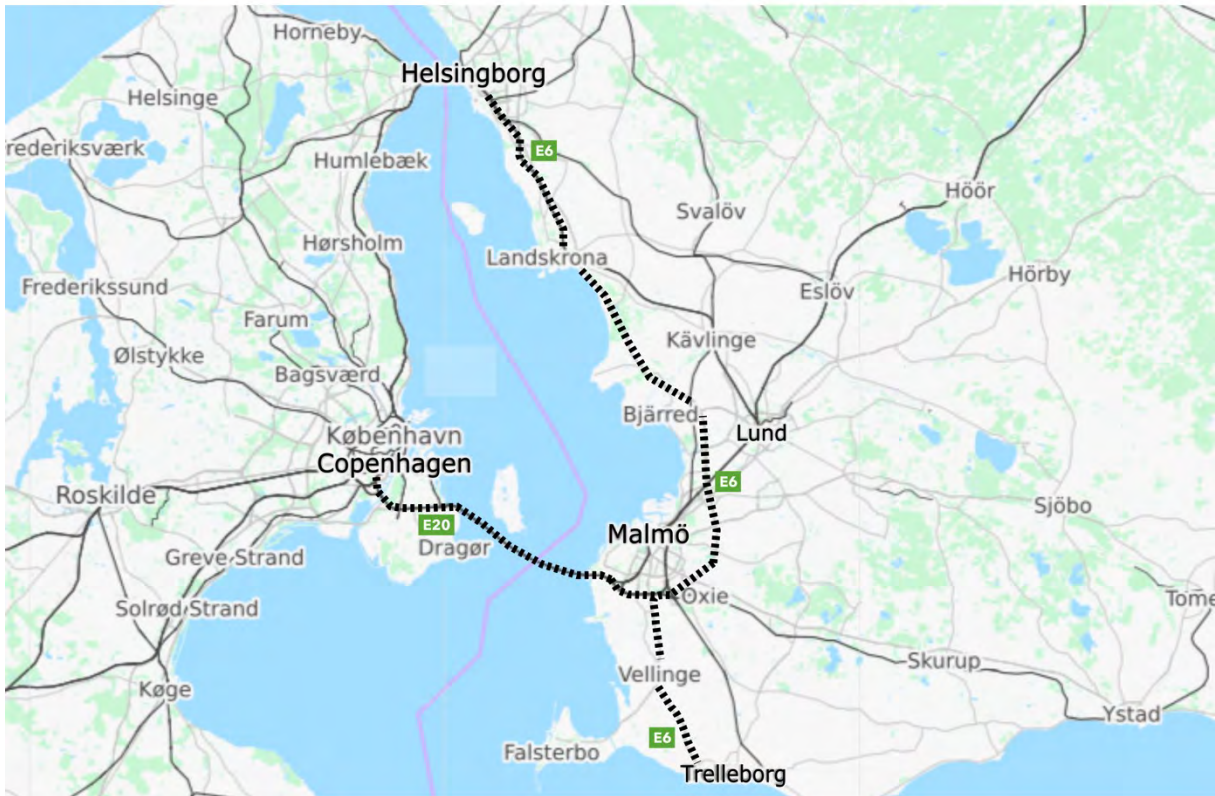 Horneby
Helsingborg
Helsinge
rederiksværk
Humlebæk
E6
Höör
Svalöv
Hørsholm
Landskrona
Hörby
Frederikssund
Eslöv
Farum
Ølstykke
Kävlinge
Bagsværd
Bjärred
København
Lund
Copenhagen
E6
Roskilde
Sjöbo
E20
Malmö
Dragør
Greve Strand
Oxie
Solrød Strand
Tome
Skurup
Vellinge
Køge
Ystad
E6
Falsterbo
Trelleborg